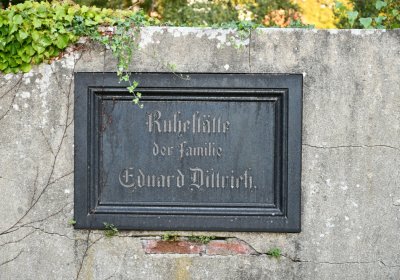 Ruhestätte
der Familie
Eduard Dittrich.